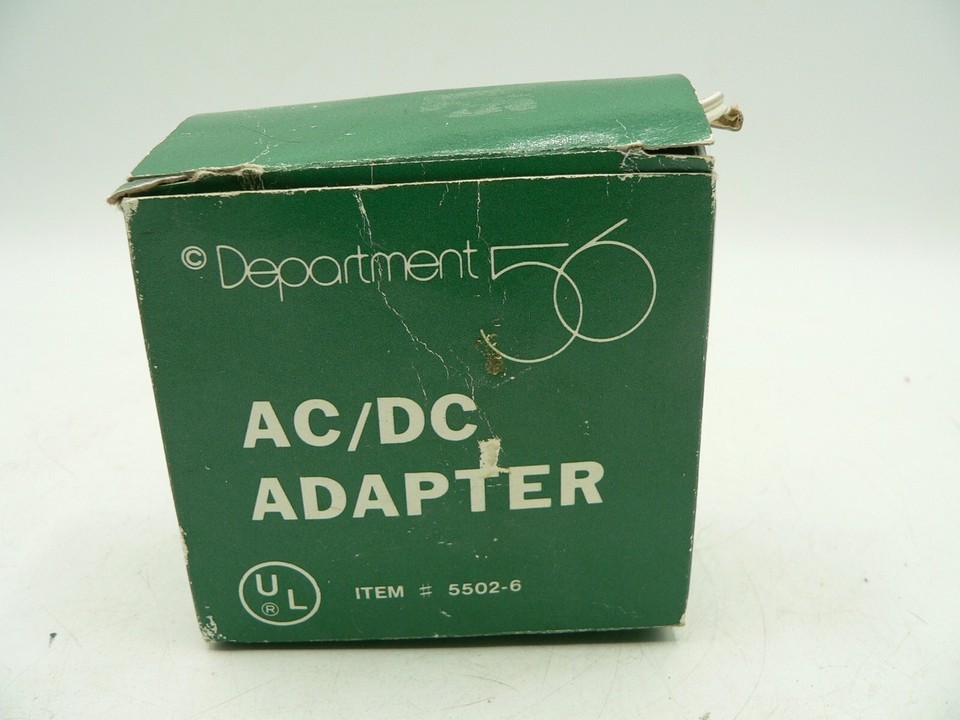 © Department 56
AC/DC
ADAPTER
UL ® ITEM # 5502-6